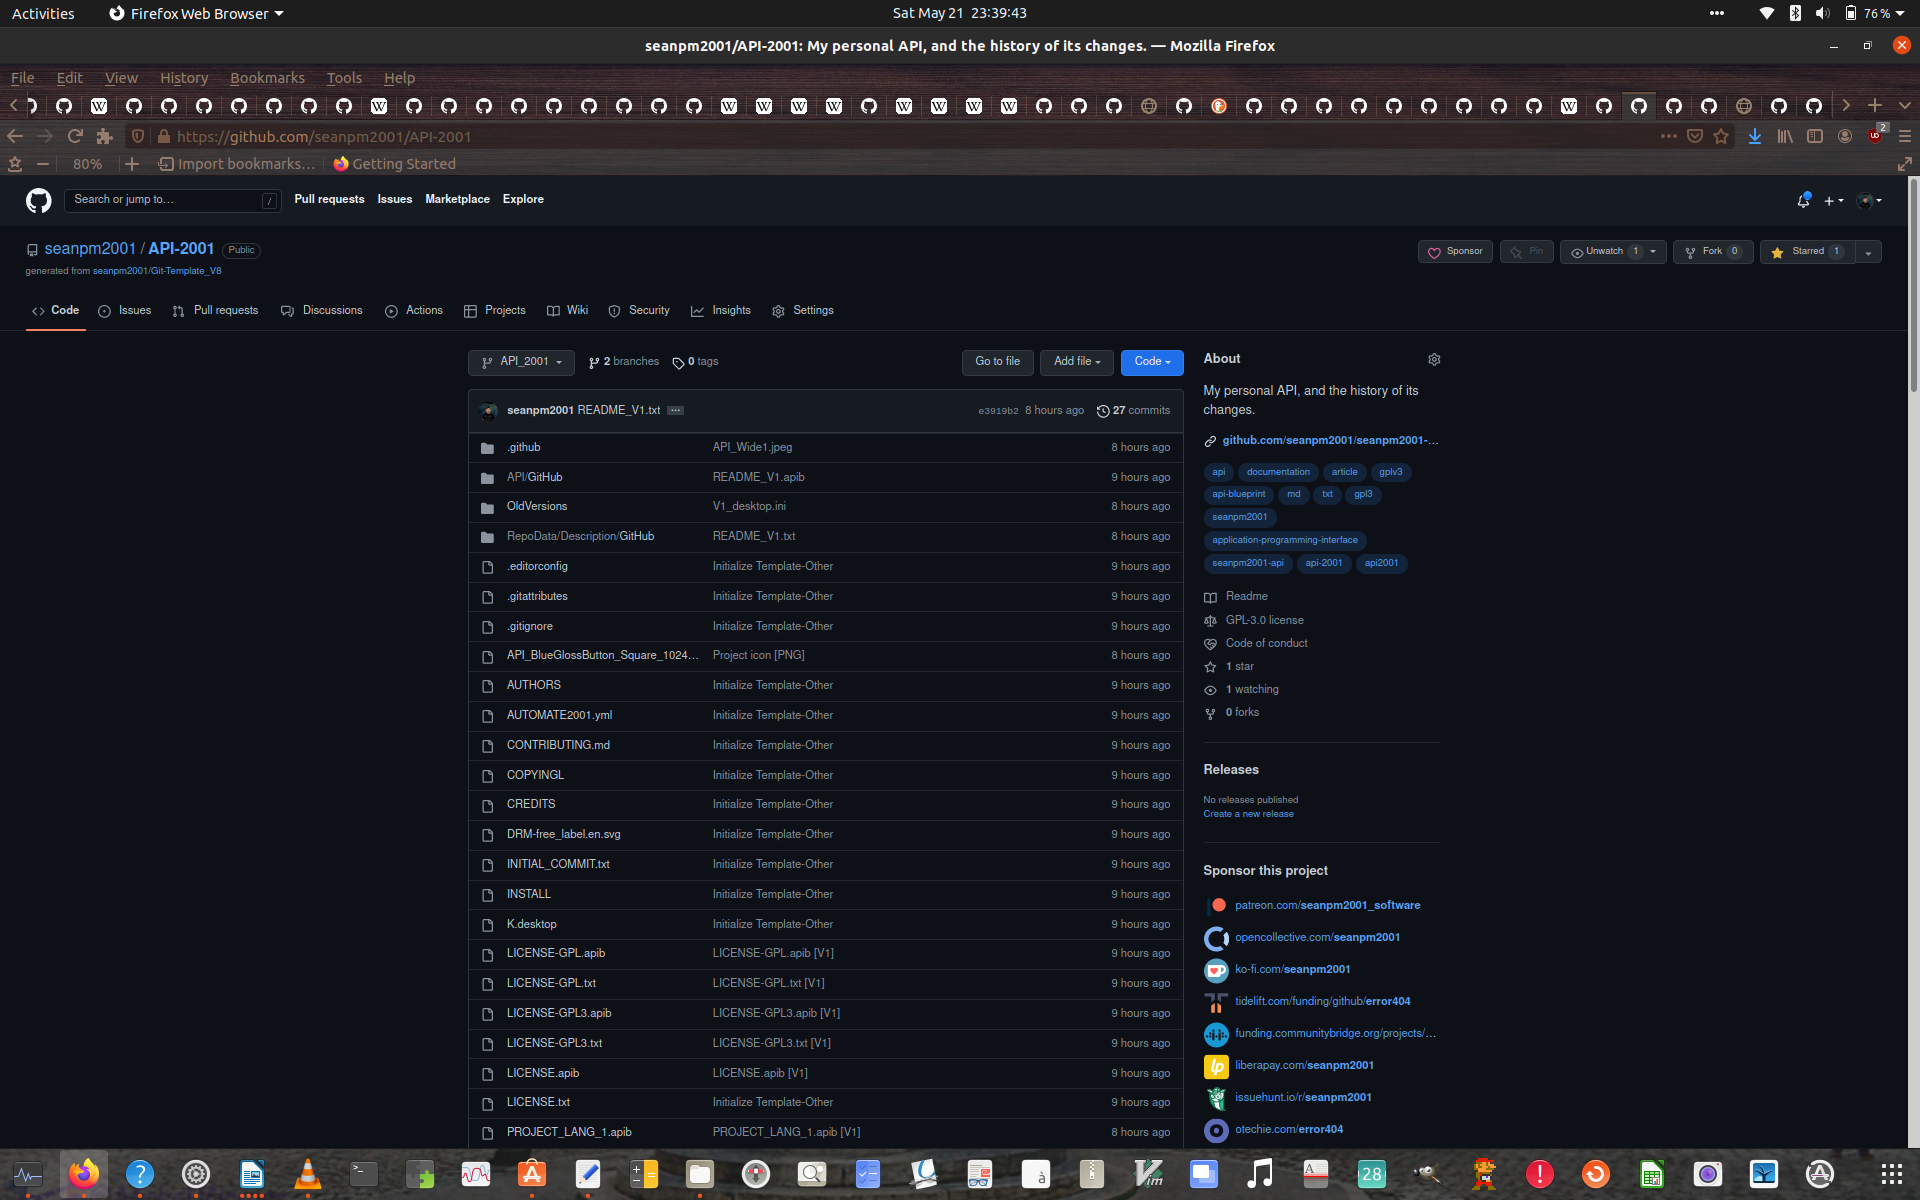 Activities Firefox Web Browser Sat May 21 23:39:43 76%
seanpm2001/API-2001: My personal API, and the history of its changes. — Mozilla Firefox
File Edit View History Bookmarks Tools Help
https://github.com/seanpm2001/API-2001
80% Import bookmarks... Getting Started
Search or jump to... / Pull requests Issues Marketplace Explore
seanpm2001 / API-2001 Public
Sponsor Pin Unwatch 1 Fork 0 Starred 1
generated from seanpm2001/Git-Template_V8
Code Issues Pull requests Discussions Actions Projects Wiki Security Insights Settings
API_2001 2 branches 0 tags Go to file Add file Code
seanpm2001 README_V1.txt ... e3919b2 8 hours ago 27 commits
.github API_Wide1.jpeg 8 hours ago
API/GitHub README_V1.apib 9 hours ago
OldVersions V1_desktop.ini 8 hours ago
RepoData/Description/GitHub README_V1.txt 8 hours ago
.editorconfig Initialize Template-Other 9 hours ago
.gitattributes Initialize Template-Other 9 hours ago
.gitignore Initialize Template-Other 9 hours ago
API_BlueGlossButton_Square_1024... Project icon [PNG] 8 hours ago
AUTHORS Initialize Template-Other 9 hours ago
AUTOMATE2001.yml Initialize Template-Other 9 hours ago
CONTRIBUTING.md Initialize Template-Other 9 hours ago
COPYINGL Initialize Template-Other 9 hours ago
CREDITS Initialize Template-Other 9 hours ago
DRM-free_label.en.svg Initialize Template-Other 9 hours ago
INITIAL_COMMIT.txt Initialize Template-Other 9 hours ago
INSTALL Initialize Template-Other 9 hours ago
K.desktop Initialize Template-Other 9 hours ago
LICENSE-GPL.apib LICENSE-GPL.apib [V1] 9 hours ago
LICENSE-GPL.txt LICENSE-GPL.txt [V1] 9 hours ago
LICENSE-GPL3.apib LICENSE-GPL3.apib [V1] 9 hours ago
LICENSE-GPL3.txt LICENSE-GPL3.txt [V1] 9 hours ago
LICENSE.apib LICENSE.apib [V1] 9 hours ago
LICENSE.txt Initialize Template-Other 9 hours ago
PROJECT_LANG_1.apib PROJECT_LANG_1.apib [V1] 8 hours ago
About
My personal API, and the history of its
changes.
github.com/seanpm2001/seanpm2001-...
api documentation article gplv3
api-blueprint md txt gpl3
seanpm2001
application-programming-interface
seanpm2001-api api-2001 api2001
Readme
GPL-3.0 license
Code of conduct
1 star
1 watching
0 forks
Releases
No releases published
Create a new release
Sponsor this project
patreon.com/seanpm2001_software
opencollective.com/seanpm2001
ko-fi.com/seanpm2001
tidelift.com/funding/github/error404
funding.communitybridge.org/projects/...
liberapay.com/seanpm2001
issuehunt.io/r/seanpm2001
otechie.com/error404
28